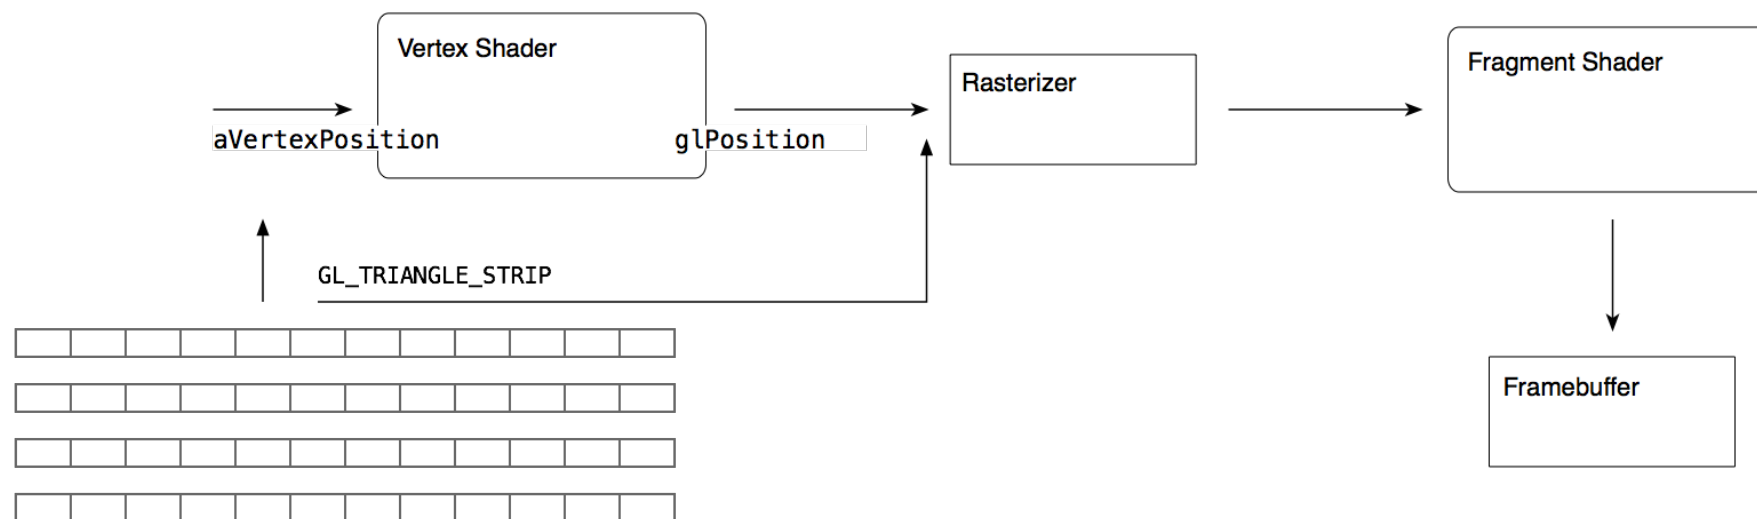 Vertex Shader
Rasterizer
Fragment Shader
aVertexPosition
glPosition
GL_TRIANGLE_STRIP
Framebuffer